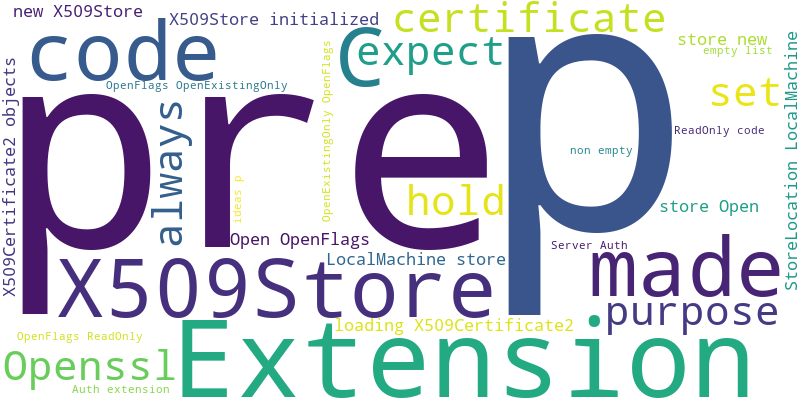 new X509Store
X509Store initialized
certificate
code
C
expect
store new
empty list
OpenFlags OpenExistingOnly
set
pre
p
always
X509Certificate2 objects
OpenExistingOnly OpenFlags
StoreLocation LocalMachine
ReadOnly code
non empty
ideas p
hold
store Open
Open OpenFlags
Server Auth
LocalMachine store
X509Store
made
purpose
loading X509Certificate2
OpenFlags ReadOnly
Openssl
Extension
Auth extension